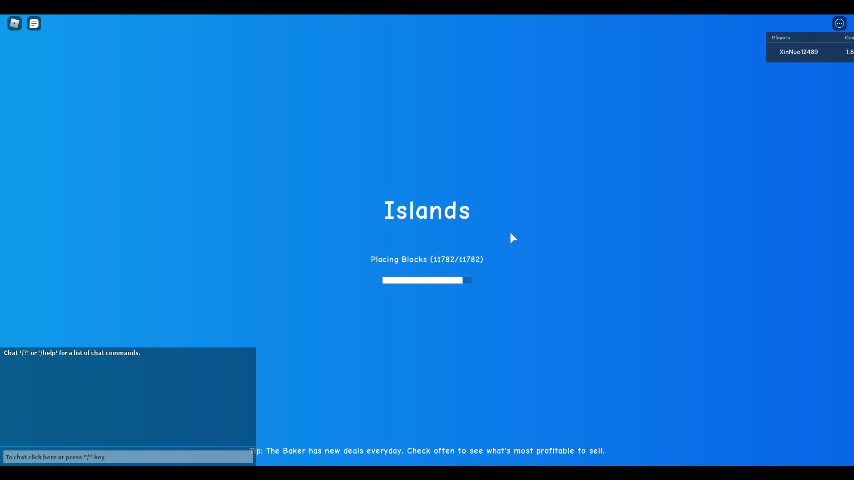 Players
XinNuo12489
1.6
Islands
Placing Blocks (11782/11782)
Chat '/?' or '/help' for a list of chat commands.
To chat click here or press "/" key
Tip: The Baker has new deals everyday. Check often to see what's most profitable to sell.